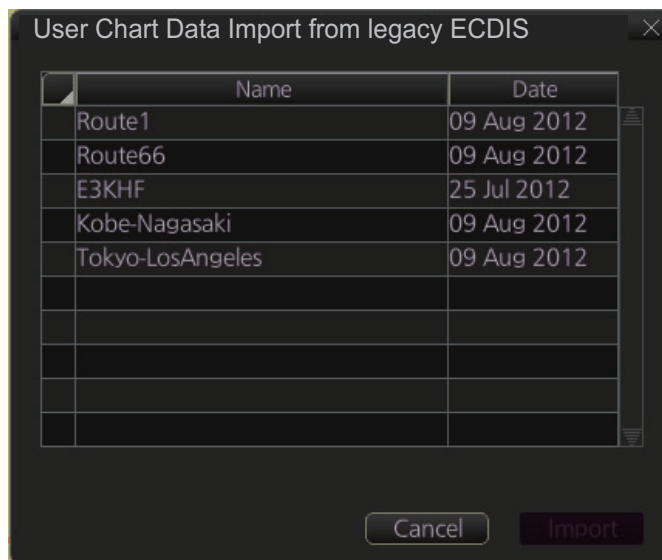 User Chart Data Import from legacy ECDIS
Name Date
Route1 09 Aug 2012
Route66 09 Aug 2012
E3KHF 25 Jul 2012
Kobe-Nagasaki 09 Aug 2012
Tokyo-LosAngeles 09 Aug 2012
Cancel Import